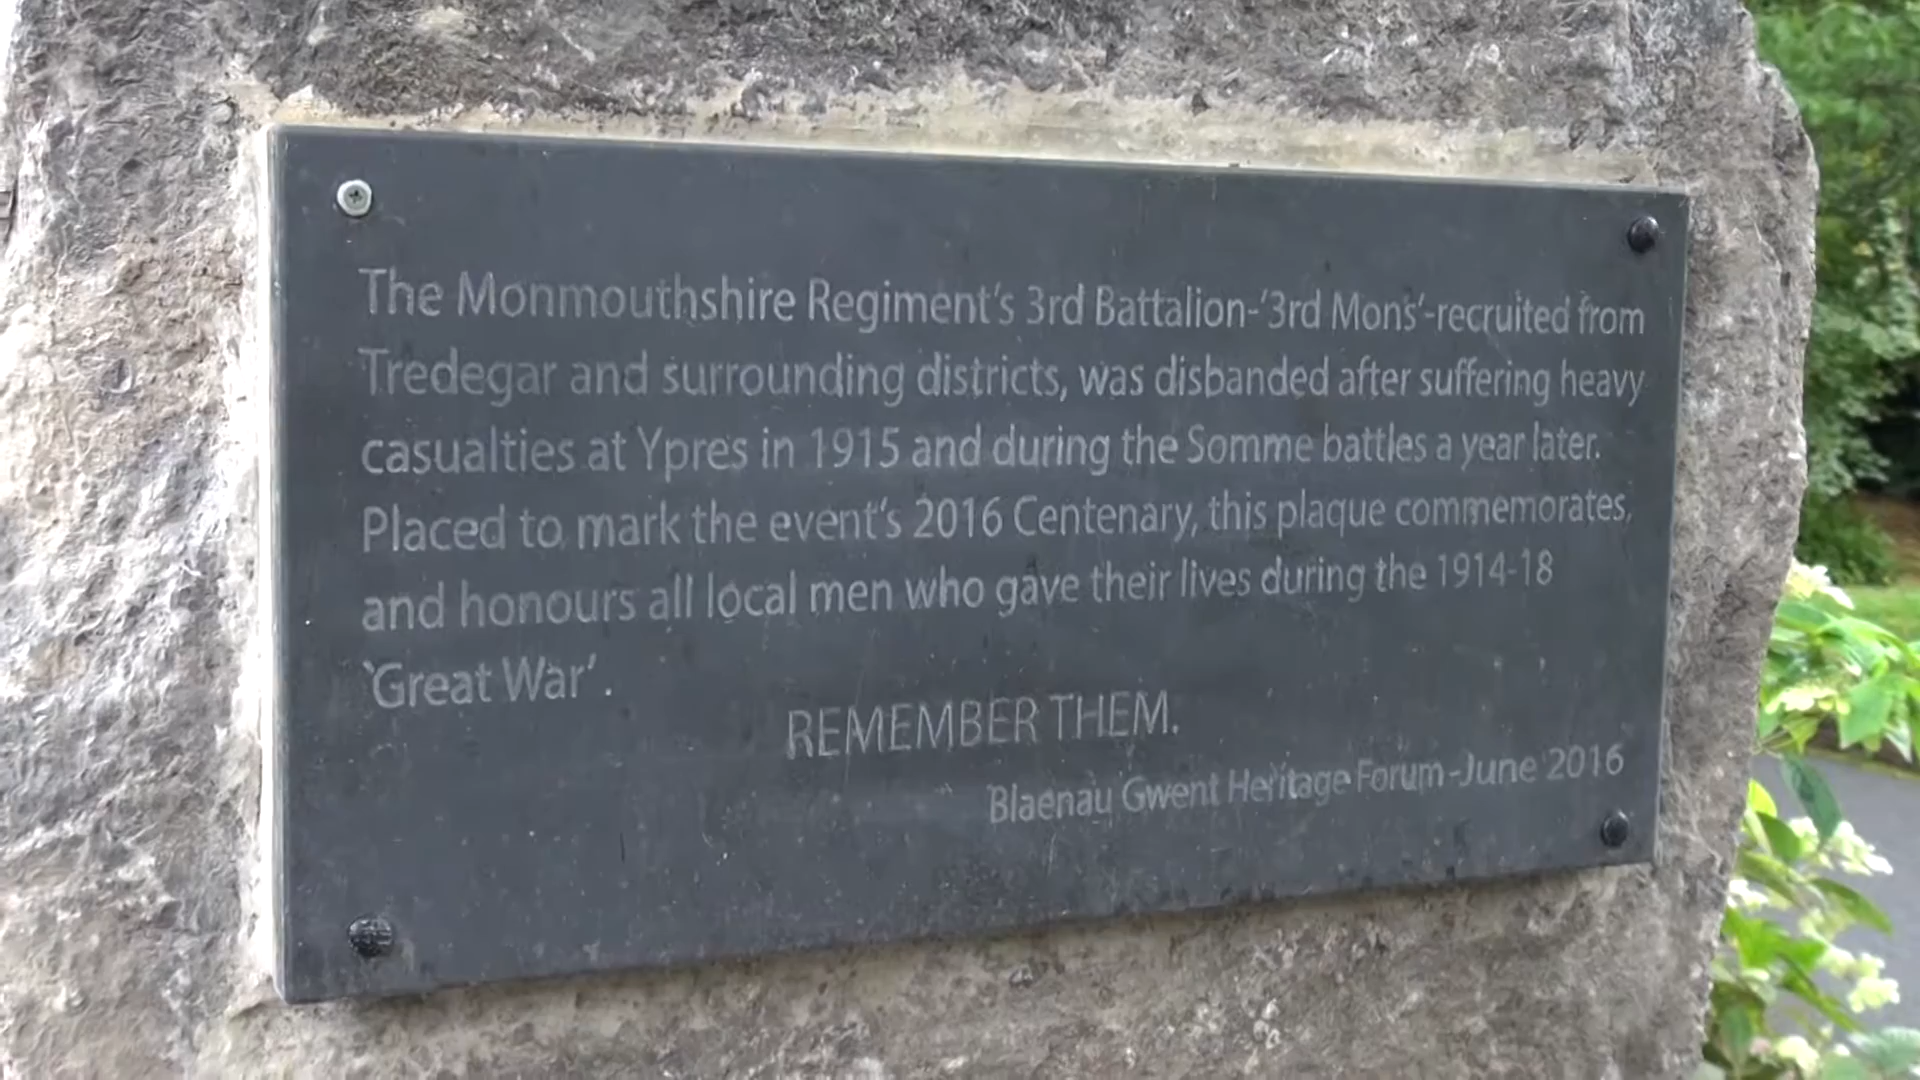 The Monmouthshire Regiment's 3rd Battalion-'3rd Mons'-recruited from
Tredegar and surrounding districts, was disbanded after suffering heavy
casualties at Ypres in 1915 and during the Somme battles a year later.
Placed to mark the event's 2016 Centenary, this plaque commemorates,
and honours all local men who gave their lives during the 1914-18
'Great War'.
REMEMBER THEM.
Blaenau Gwent Heritage Forum-June 2016